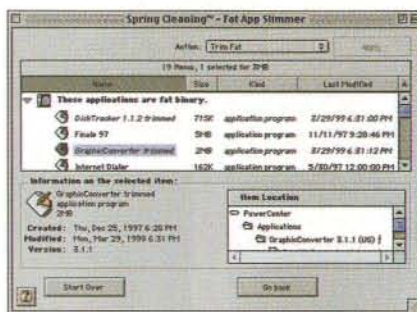 Spring Cleaning™ – Fat App Slimmer
Action: Trim Fat
19 Items, 1 selected for 2MB
Name Size Kind Last Modified
These applications are fat binary.
DiskTracker 1.1.2 trimmed 715K application program 3/29/99 6:31:00 PM
Finale 97 5MB application program 11/11/97 9:28:46 PM
GraphicConverter trimmed 2MB application program 3/29/99 6:31:12 PM
Internet Dialer 162K application program 5/30/97 12:00:00 PM
Information on the selected item:
GraphicConverter trimmed
application program
2MB
Created: Thu, Dec 25, 1997 6:28 PM
Modified: Mon, Mar 29, 1999 6:31 PM
Version: 3.1.1
Item Location
PowerCenter
Applications
GraphicConverter 3.1.1 (US)
Start Over
Go back